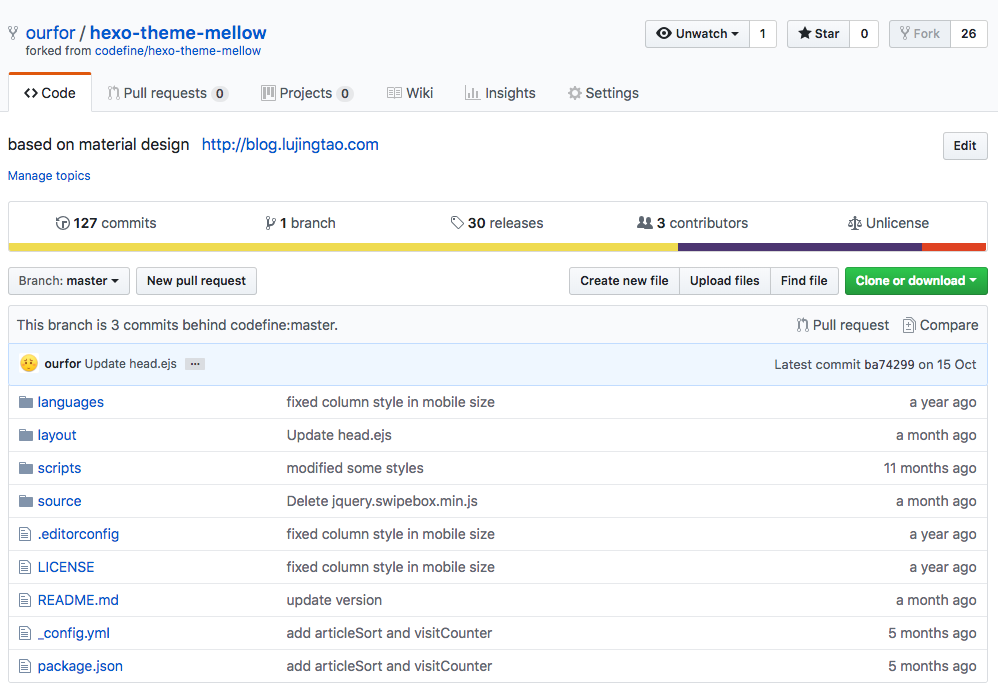 ourfor / hexo-theme-mellow
Unwatch 1 Star 0 Fork 26
forked from codefine/hexo-theme-mellow
Code Pull requests 0 Projects 0 Wiki Insights Settings
based on material design http://blog.lujingtao.com Edit
Manage topics
127 commits 1 branch 30 releases 3 contributors Unlicense
Branch: master New pull request Create new file Upload files Find file Clone or download
This branch is 3 commits behind codefine:master. Pull request Compare
ourfor Update head.ejs ... Latest commit ba74299 on 15 Oct
languages fixed column style in mobile size a year ago
layout Update head.ejs a month ago
scripts modified some styles 11 months ago
source Delete jquery.swipebox.min.js a month ago
.editorconfig fixed column style in mobile size a year ago
LICENSE fixed column style in mobile size a year ago
README.md update version a month ago
_config.yml add articleSort and visitCounter 5 months ago
package.json add articleSort and visitCounter 5 months ago